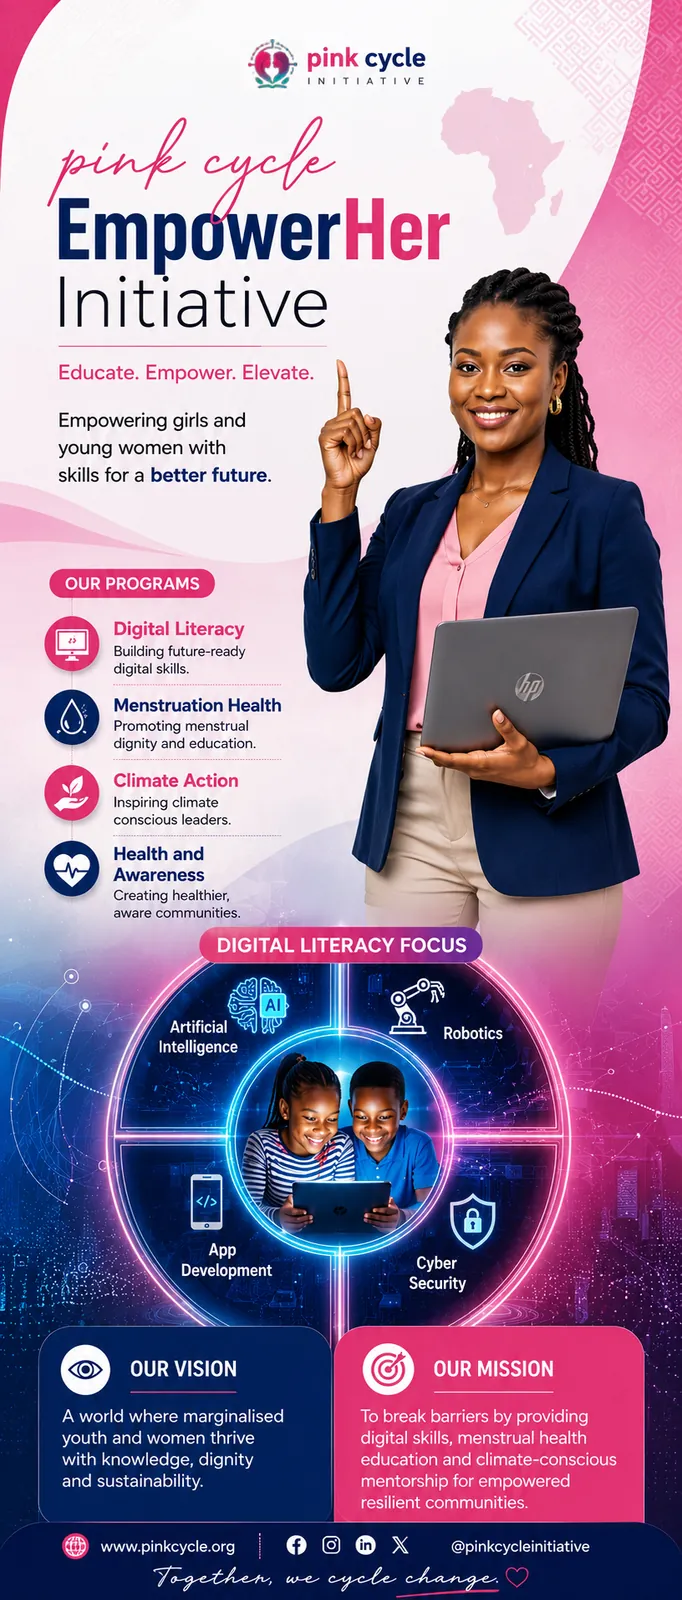 pink cycle
INITIATIVE
pink cycle
EmpowerHer
Initiative
Educate. Empower. Elevate.
Empowering girls and
young women with
skills for a better future.
OUR PROGRAMS
Digital Literacy
Building future-ready
digital skills.
Menstruation Health
Promoting menstrual
dignity and education.
Climate Action
Inspiring climate
conscious leaders.
Health and
Awareness
Creating healthier,
aware communities.
hp
DIGITAL LITERACY FOCUS
Artificial
Intelligence
AI
Robotics
</>
App
Development
Cyber
Security
OUR VISION
A world where marginalised
youth and women thrive
with knowledge, dignity
and sustainability.
OUR MISSION
To break barriers by providing
digital skills, menstrual health
education and climate-conscious
mentorship for empowered
resilient communities.
www.pinkcycle.org
@pinkcycleinitiative
Together, we cycle change.